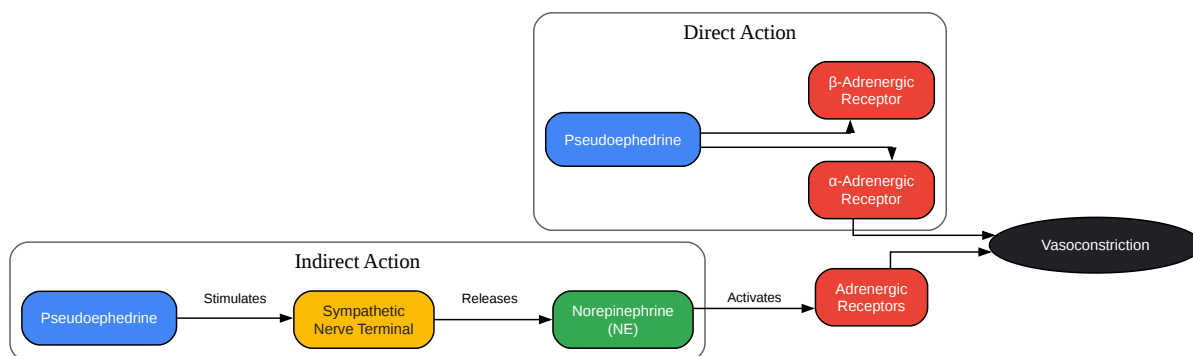 Direct Action
β-Adrenergic
Receptor
Pseudoephedrine
α-Adrenergic
Receptor
Vasoconstriction
Indirect Action
Pseudoephedrine
Stimulates
Sympathetic
Nerve Terminal
Releases
Norepinephrine
(NE)
Activates
Adrenergic
Receptors